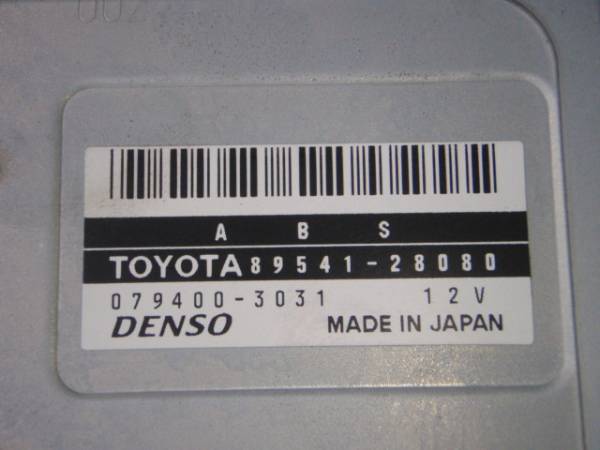 A B S
TOYOTA 89541-28080
079400-3031 12V
DENSO MADE IN JAPAN